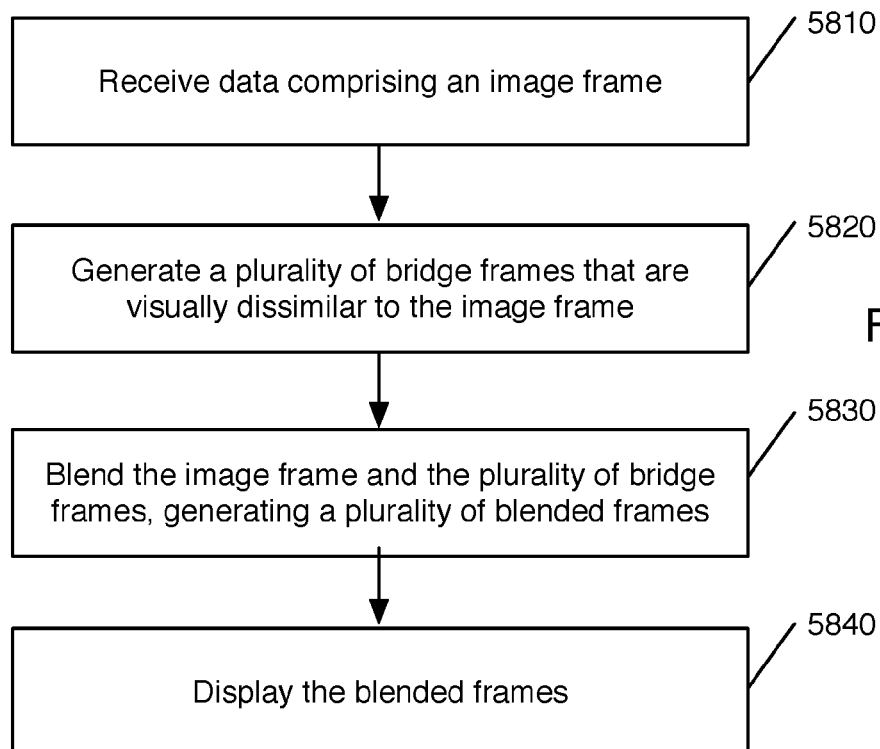 5810
Receive data comprising an image frame
5820
Generate a plurality of bridge frames that are
visually dissimilar to the image frame
F
5830
Blend the image frame and the plurality of bridge
frames, generating a plurality of blended frames
5840
Display the blended frames